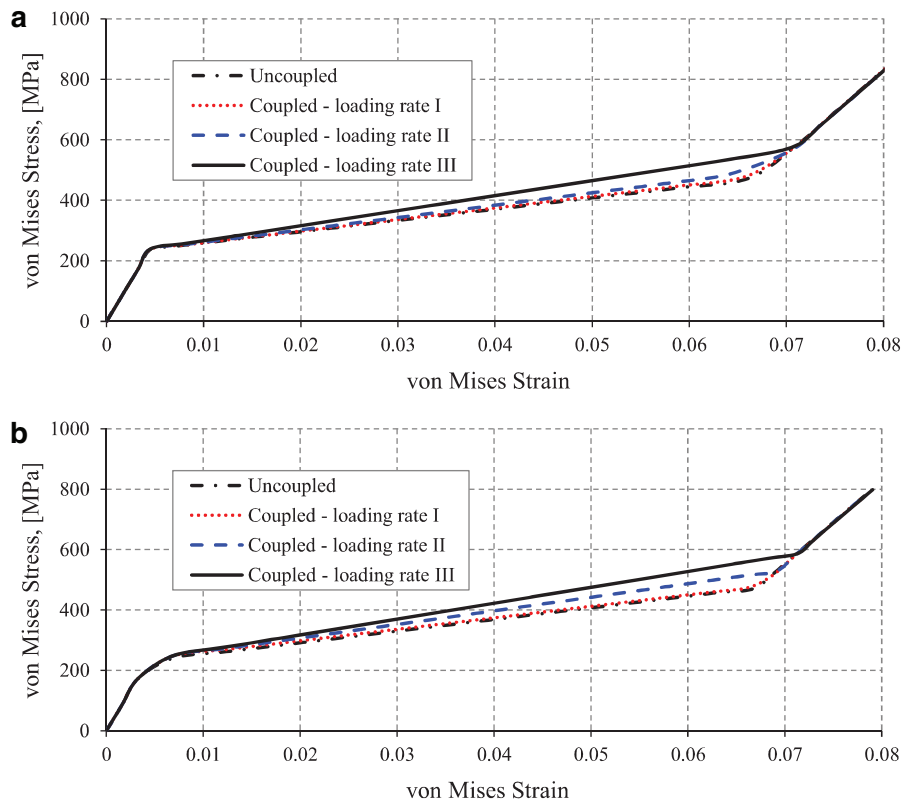 a
1000
800
600
400
200
0
von Mises Stress, [MPa]
Uncoupled
Coupled - loading rate I
Coupled - loading rate II
Coupled - loading rate III
0 0.01 0.02 0.03 0.04 0.05 0.06 0.07 0.08
von Mises Strain
b
1000
800
600
400
200
0
von Mises Stress, [MPa]
Uncoupled
Coupled - loading rate I
Coupled - loading rate II
Coupled - loading rate III
0 0.01 0.02 0.03 0.04 0.05 0.06 0.07 0.08
von Mises Strain